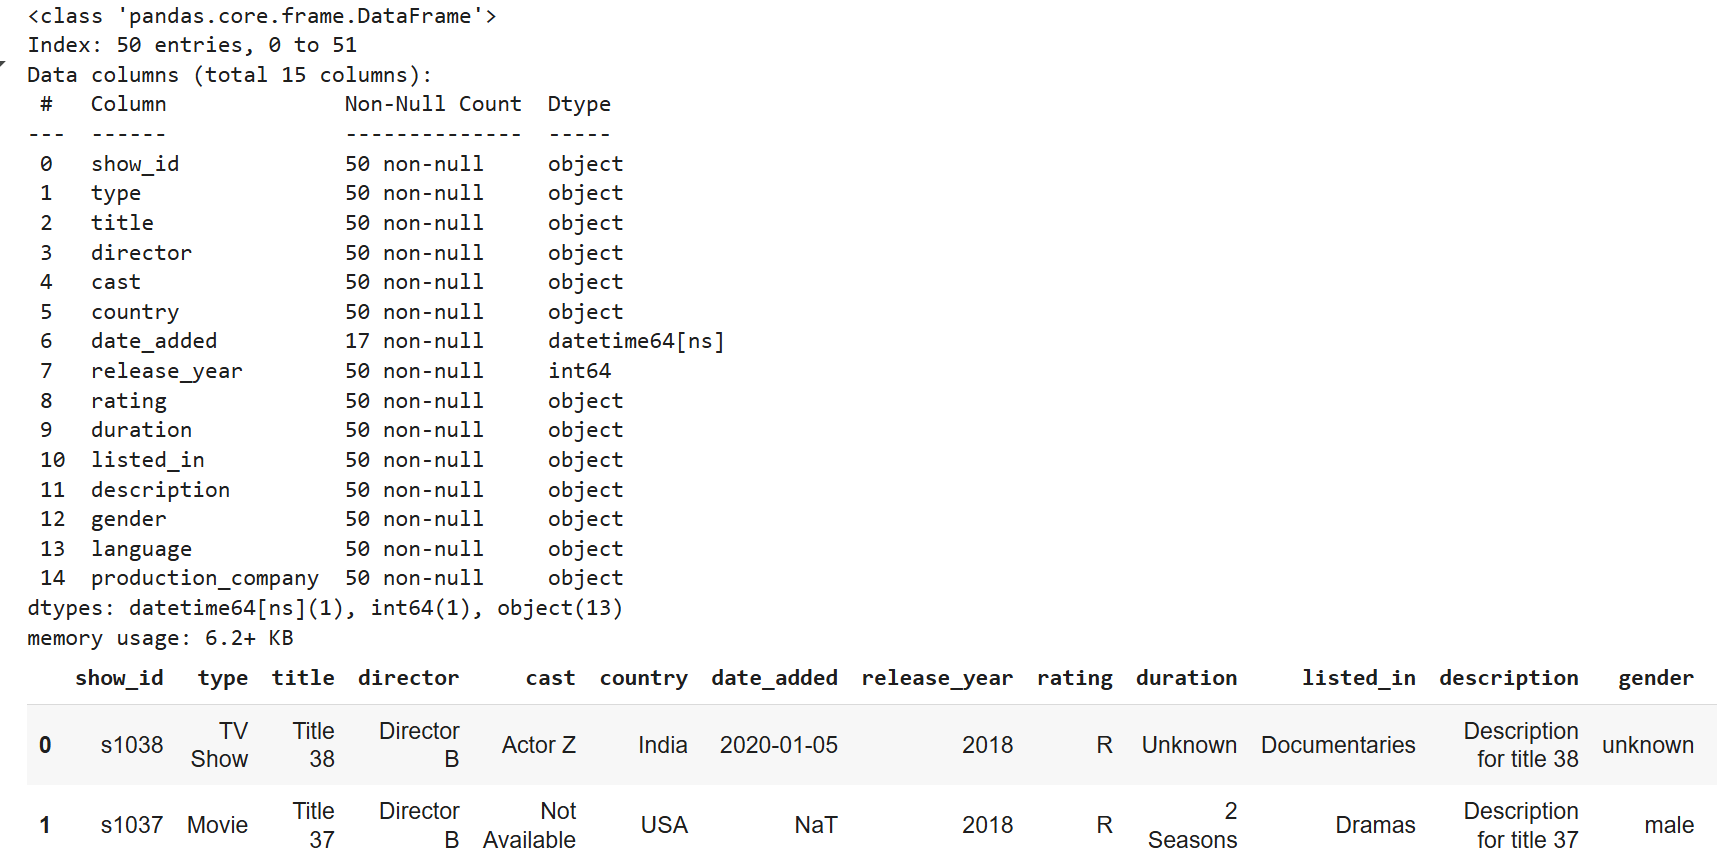 <class 'pandas.core.frame.DataFrame'>
Index: 50 entries, 0 to 51
Data columns (total 15 columns):
 #   Column              Non-Null Count  Dtype
---  ------              --------------  -----
 0   show_id             50 non-null     object
 1   type                50 non-null     object
 2   title               50 non-null     object
 3   director            50 non-null     object
 4   cast                50 non-null     object
 5   country             50 non-null     object
 6   date_added          17 non-null     datetime64[ns]
 7   release_year        50 non-null     int64
 8   rating              50 non-null     object
 9   duration            50 non-null     object
 10  listed_in           50 non-null     object
 11  description         50 non-null     object
 12  gender              50 non-null     object
 13  language            50 non-null     object
 14  production_company  50 non-null     object
dtypes: datetime64[ns](1), int64(1), object(13)
memory usage: 6.2+ KB
show_id type title director cast country date_added release_year rating duration listed_in description gender
TV Title Director Description
0 s1038 Actor Z India 2020-01-05 2018 R Unknown Documentaries unknown
Show 38 B for title 38
Title Director Not 2 Description
1 s1037 Movie USA NaT 2018 R Dramas male
37 B Available Seasons for title 37